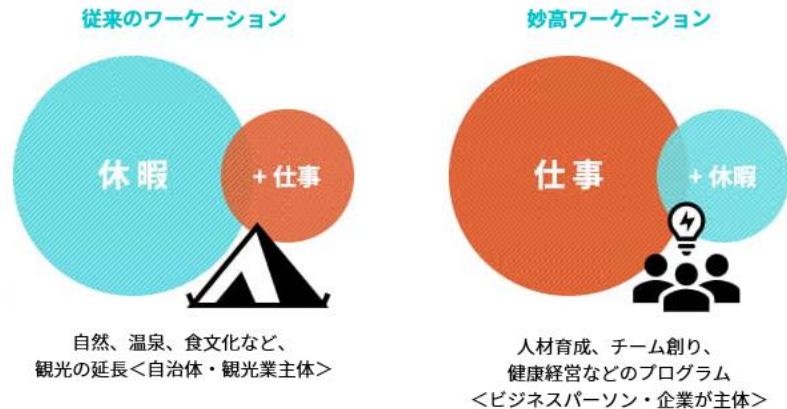 従来のワーケーション
休暇
+ 仕事
自然、温泉、食文化など、
観光の延長＜自治体・観光業主体＞
妙高ワーケーション
仕事
+ 休暇
人材育成、チーム創り、
健康経営などのプログラム
＜ビジネスパーソン・企業が主体＞